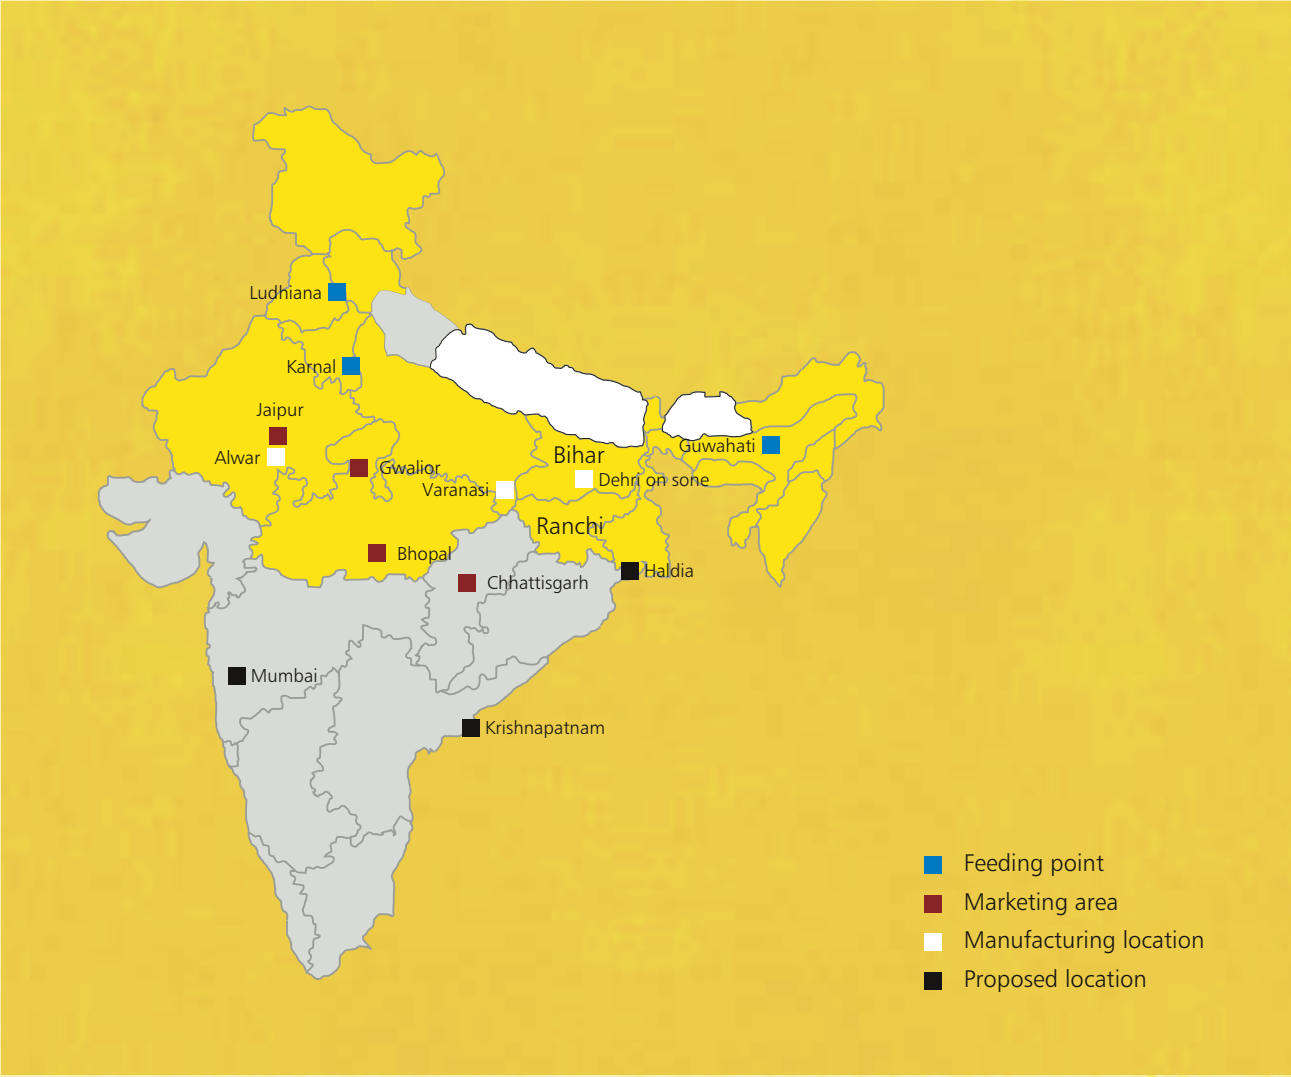 Ludhiana
Karnal
Jaipur
Alwar
Gwalior
Guwahati
Bihar
Dehri on sone
Varanasi
Ranchi
Bhopal
Haldia
Chhattisgarh
Mumbai
Krishnapatnam
Feeding point
Marketing area
Manufacturing location
Proposed location